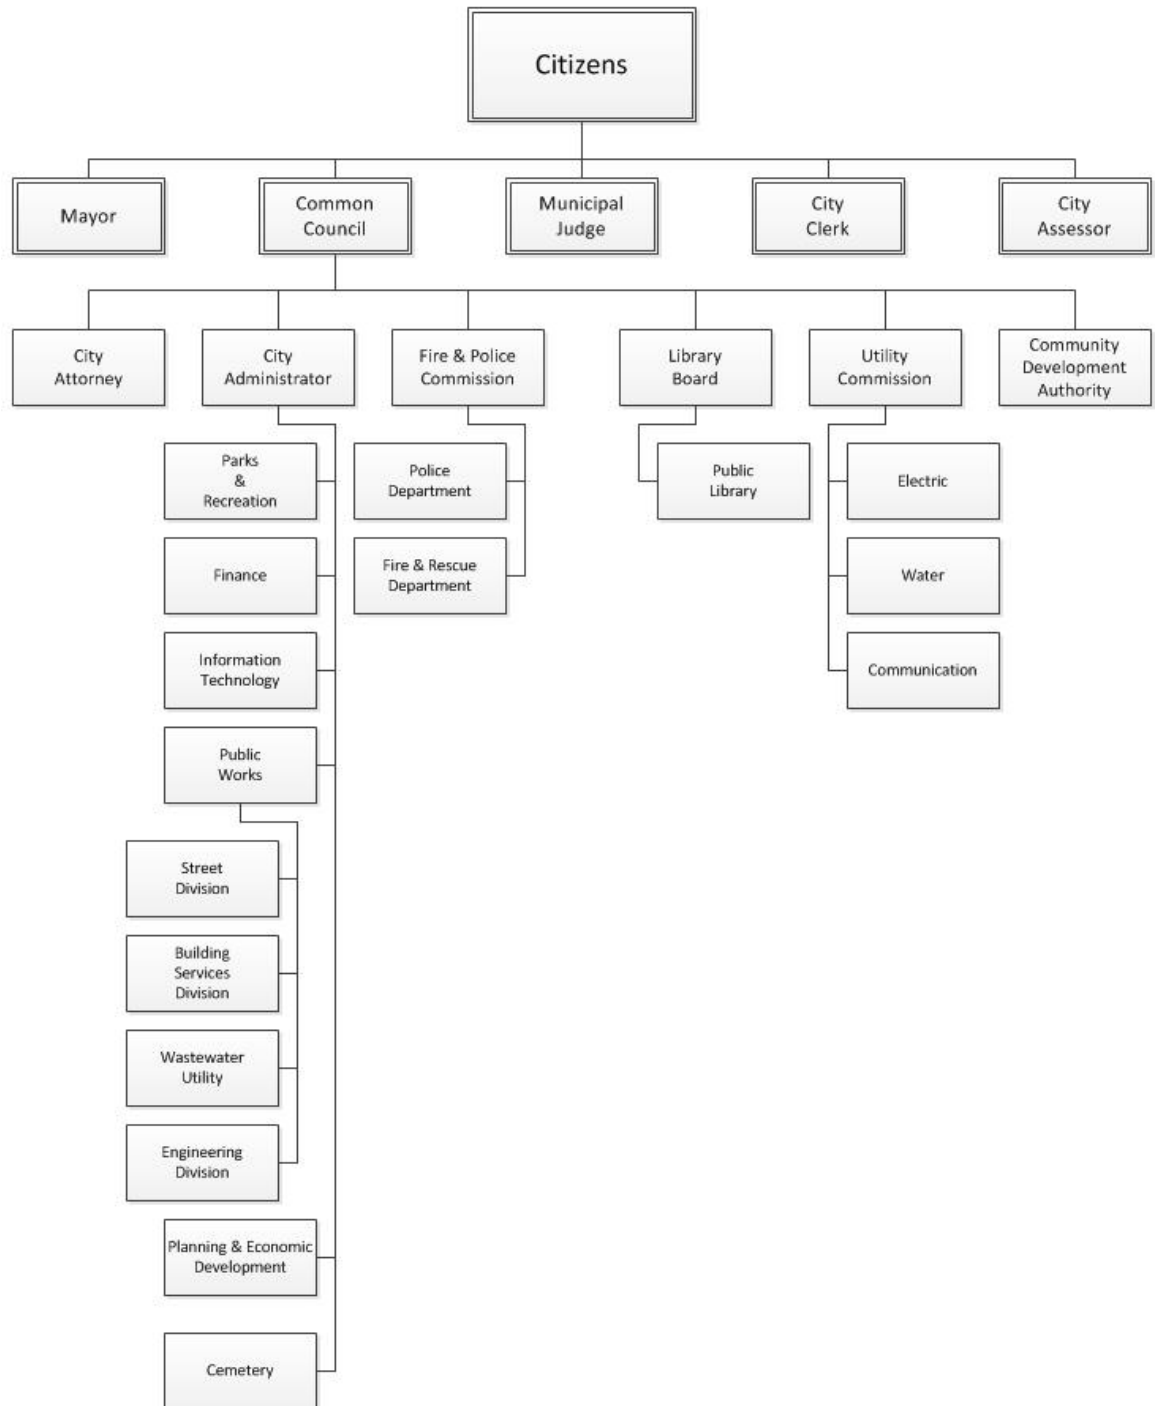 Citizens
Mayor
Common
Council
Municipal
Judge
City
Clerk
City
Assessor
City
Attorney
City
Administrator
Fire & Police
Commission
Library
Board
Utility
Commission
Community
Development
Authority
Parks
&
Recreation
Police
Department
Public
Library
Electric
Finance
Fire & Rescue
Department
Water
Information
Technology
Communication
Public
Works
Street
Division
Building
Services
Division
Wastewater
Utility
Engineering
Division
Planning & Economic
Development
Cemetery